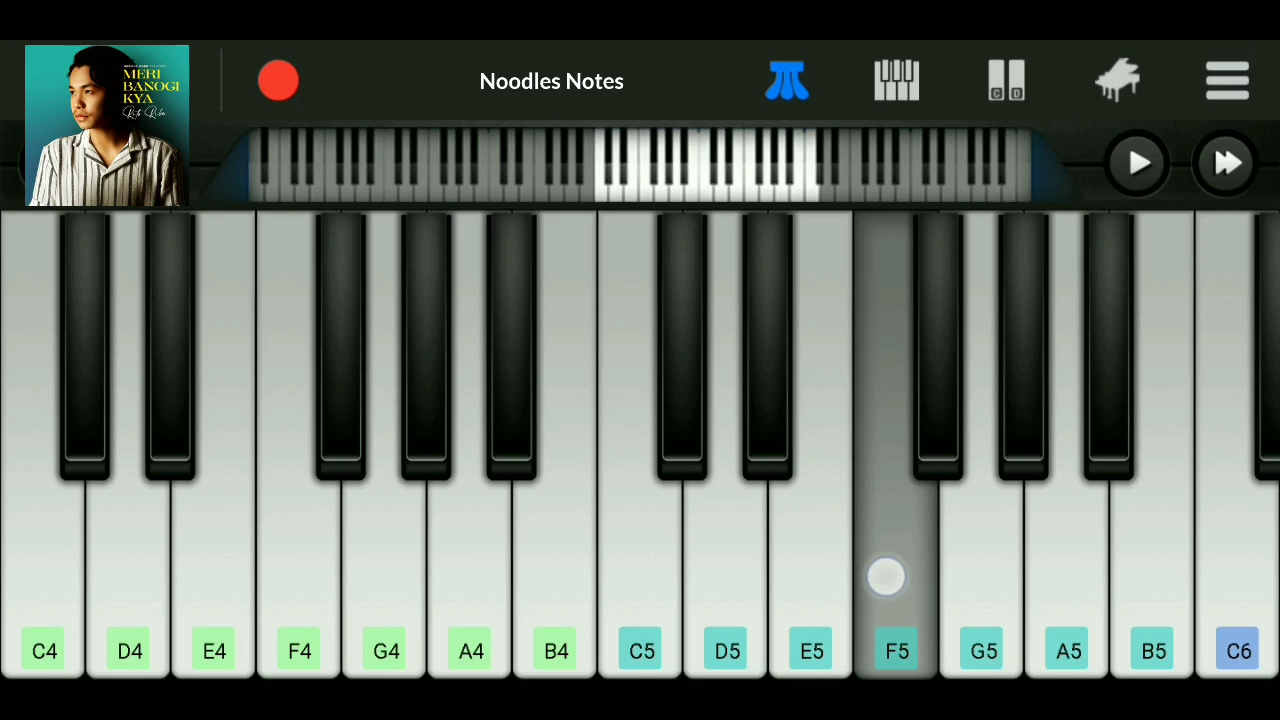 MERI
BANOGI
KYA
Noodles Notes
C D
C4 D4 E4 F4 G4 A4 B4 C5 D5 E5 F5 G5 A5 B5 C6